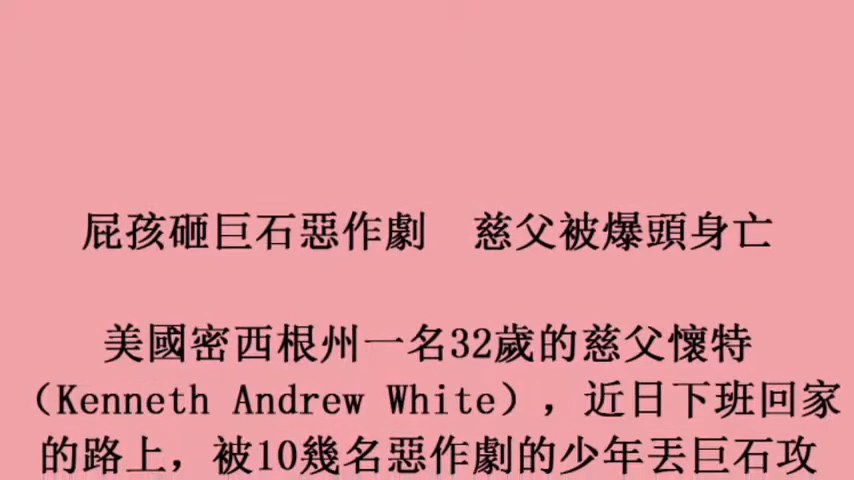 屁孩砸巨石惡作劇　慈父被爆頭身亡
美國密西根州一名32歲的慈父懷特
（Kenneth Andrew White），近日下班回家
的路上，被10幾名惡作劇的少年丟巨石攻